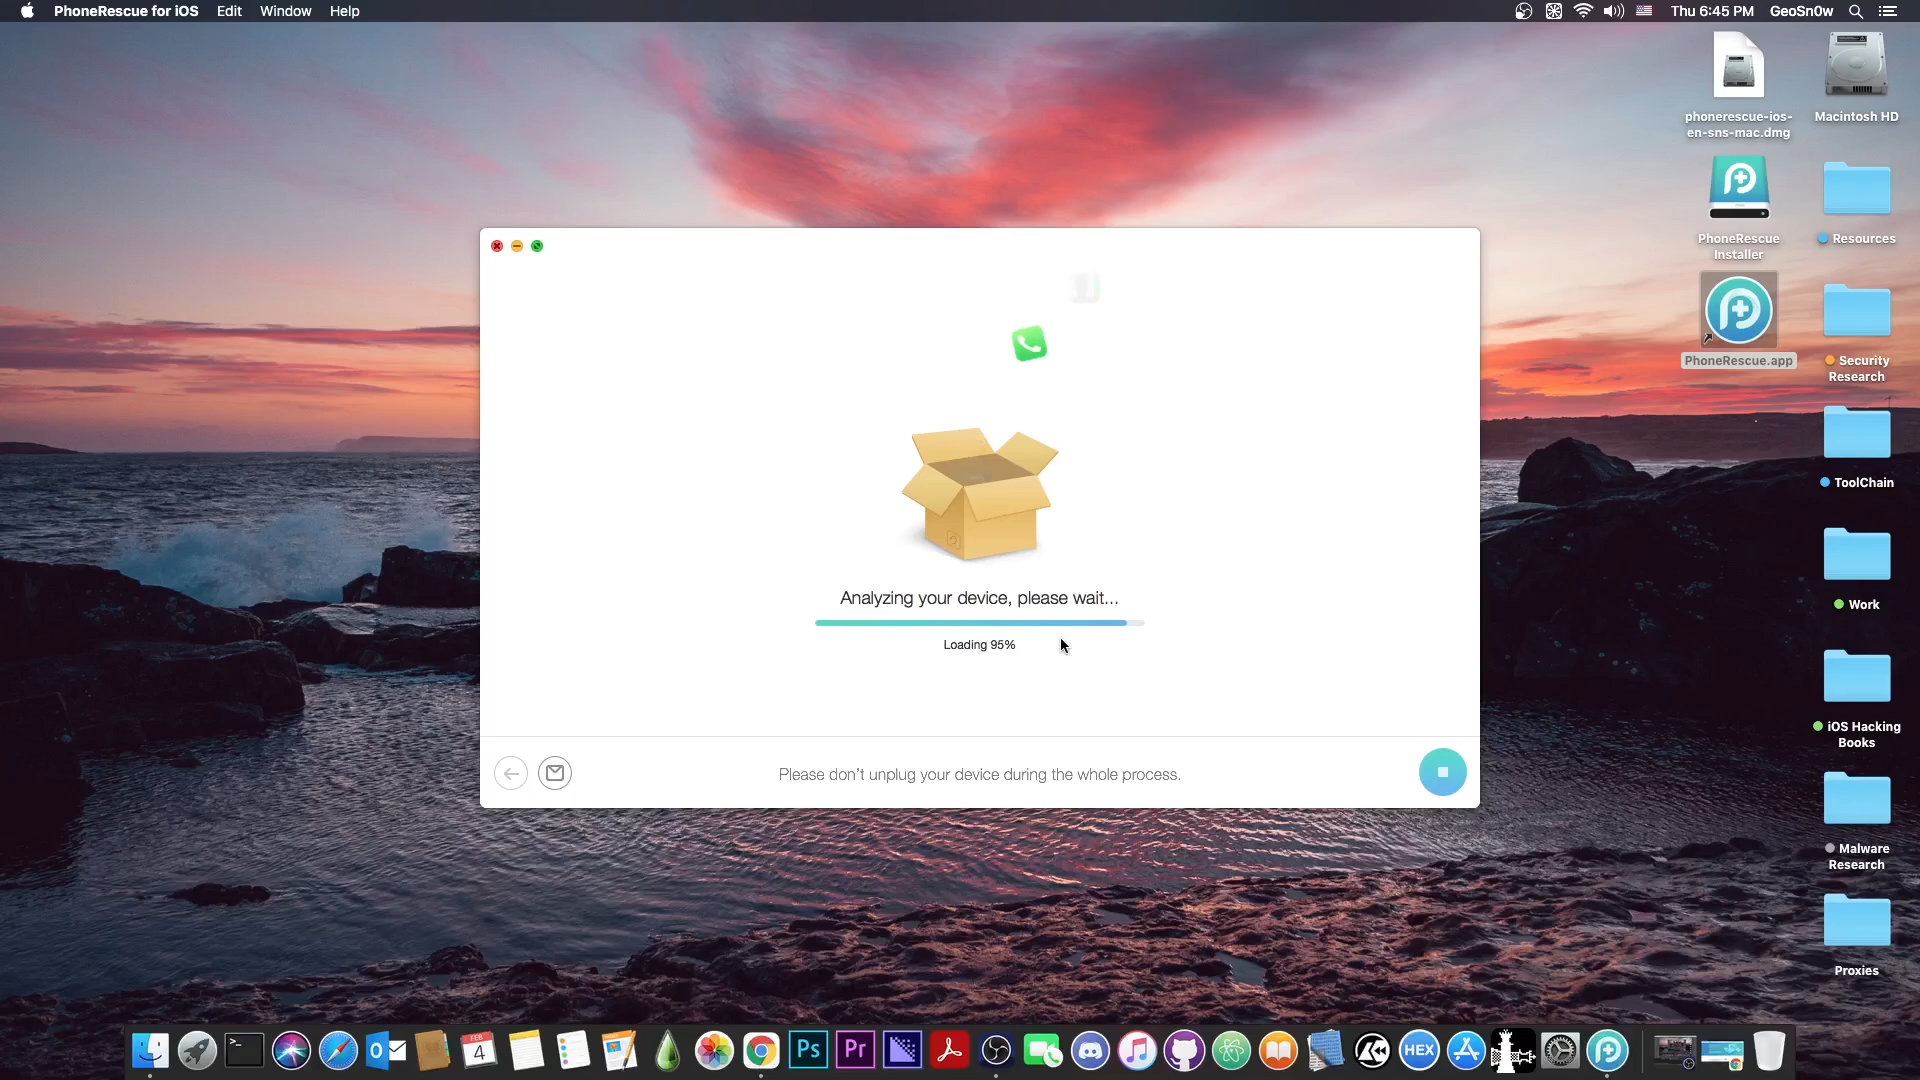 PhoneRescue for iOS Edit Window Help
Thu 6:45 PM GeoSn0w
phonerescue-ios-
en-sns-mac.dmg
Macintosh HD
PhoneRescue
Installer
Resources
PhoneRescue.app
Security
Research
ToolChain
Work
iOS Hacking
Books
Malware
Research
Proxies
Analyzing your device, please wait...
Loading 95%
Please don't unplug your device during the whole process.
>_
O
FEB
4
Ps
Pr
HEX